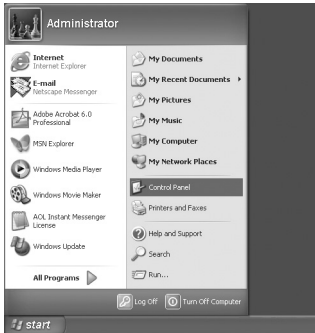 Administrator
Internet
Internet Explorer
E-mail
Netscape Messenger
Adobe Acrobat 6.0
Professional
MSN Explorer
Windows Media Player
Windows Movie Maker
AOL Instant Messenger
License
Windows Update
All Programs
My Documents
My Recent Documents
My Pictures
My Music
My Computer
My Network Places
Control Panel
Printers and Faxes
Help and Support
Search
Run...
Log Off
Turn Off Computer
start